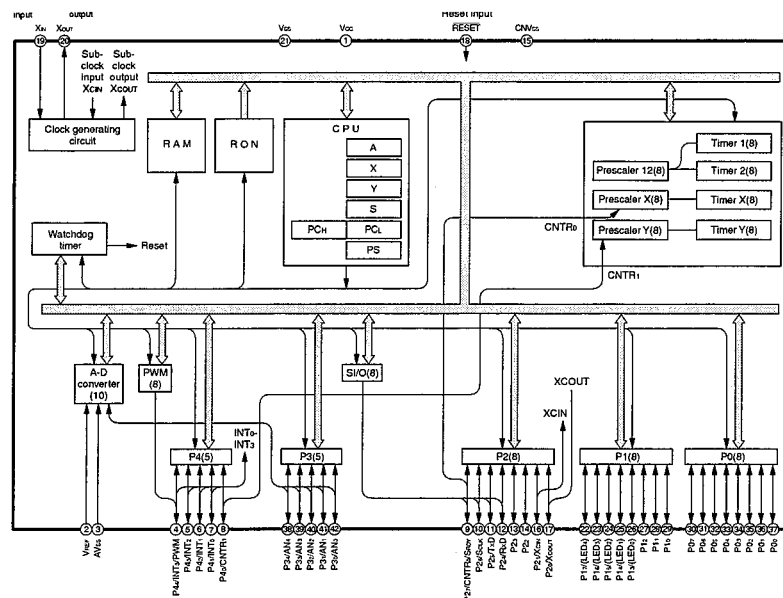 Input output Reset input
XIN XOUT VSS VCC RESET CNVSS
19 20 21 1 18 15
Sub-clock input XCIN
Sub-clock output XCOUT
Clock generating circuit
RAM
RON
CPU
A
X
Y
S
PCH PCL
PS
Timer 1(8)
Prescaler 12(8) Timer 2(8)
Prescaler X(8) Timer X(8)
Prescaler Y(8) Timer Y(8)
CNTR0
CNTR1
Watchdog timer
Reset
A-D converter (10)
PWM (8)
SI/O(8)
XCOUT
XCIN
INT0-INT3
P4(5) P3(5) P2(8) P1(8) P0(8)
2 3 4 5 6 7 8 38 39 40 41 42 9 10 11 12 13 14 16 17 22 23 24 25 26 27 28 29 30 31 32 33 34 35 36 37
VREF
AVSS
P44/INT3/PWM
P43/INT2
P42/INT1
P41/INT0
P40/CNTR1
P34/AN4
P33/AN3
P32/AN2
P31/AN1
P30/AN0
P27/CNTR0/SRDY
P26/SCLK
P25/TxD
P24/RxD
P23
P22
P21/XCIN
P20/XCOUT
P17/(LED7)
P16/(LED6)
P15/(LED5)
P14/(LED4)
P13/(LED3)
P12
P11
P10
P07
P06
P05
P04
P03
P02
P01
P00